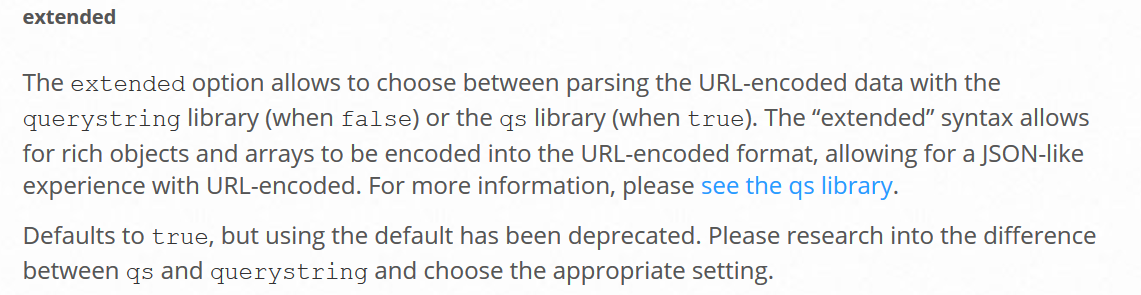 extended
The extended option allows to choose between parsing the URL-encoded data with the
querystring library (when false) or the qs library (when true). The “extended” syntax allows
for rich objects and arrays to be encoded into the URL-encoded format, allowing for a JSON-like
experience with URL-encoded. For more information, please see the qs library.
Defaults to true, but using the default has been deprecated. Please research into the difference
between qs and querystring and choose the appropriate setting.